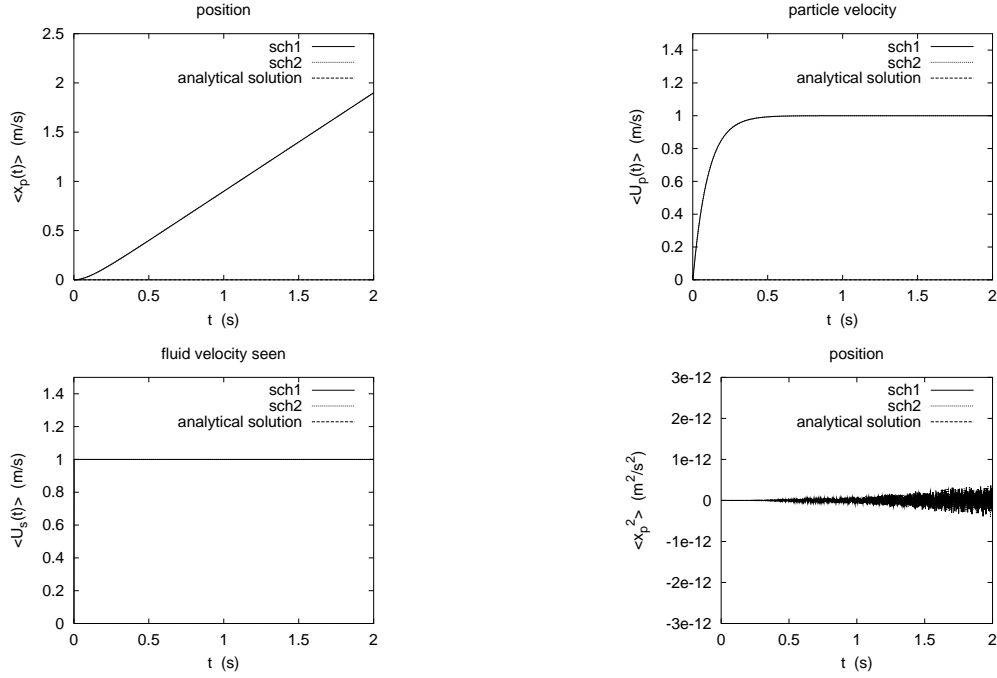 position
2.5
2
1.5
1
0.5
0
<x_p(t)> (m/s)
sch1
sch2
analytical solution
0 0.5 1 1.5 2
t (s)
particle velocity
1.4
1.2
1
0.8
0.6
0.4
0.2
0
<U_p(t)> (m/s)
sch1
sch2
analytical solution
0 0.5 1 1.5 2
t (s)
fluid velocity seen
1.4
1.2
1
0.8
0.6
0.4
0.2
0
<U_s(t)> (m/s)
sch1
sch2
analytical solution
0 0.5 1 1.5 2
t (s)
position
3e-12
2e-12
1e-12
0
-1e-12
-2e-12
-3e-12
<x_p^2> (m^2/s^2)
sch1
sch2
analytical solution
0 0.5 1 1.5 2
t (s)